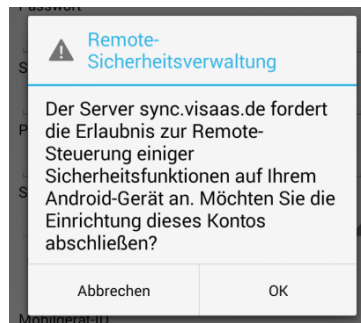 Passwort
Remote-
Sicherheitsverwaltung
Der Server sync.visaas.de fordert
die Erlaubnis zur Remote-
Steuerung einiger
Sicherheitsfunktionen auf Ihrem
Android-Gerät an. Möchten Sie die
Einrichtung dieses Kontos
abschließen?
Abbrechen OK
Mobilgerät-ID